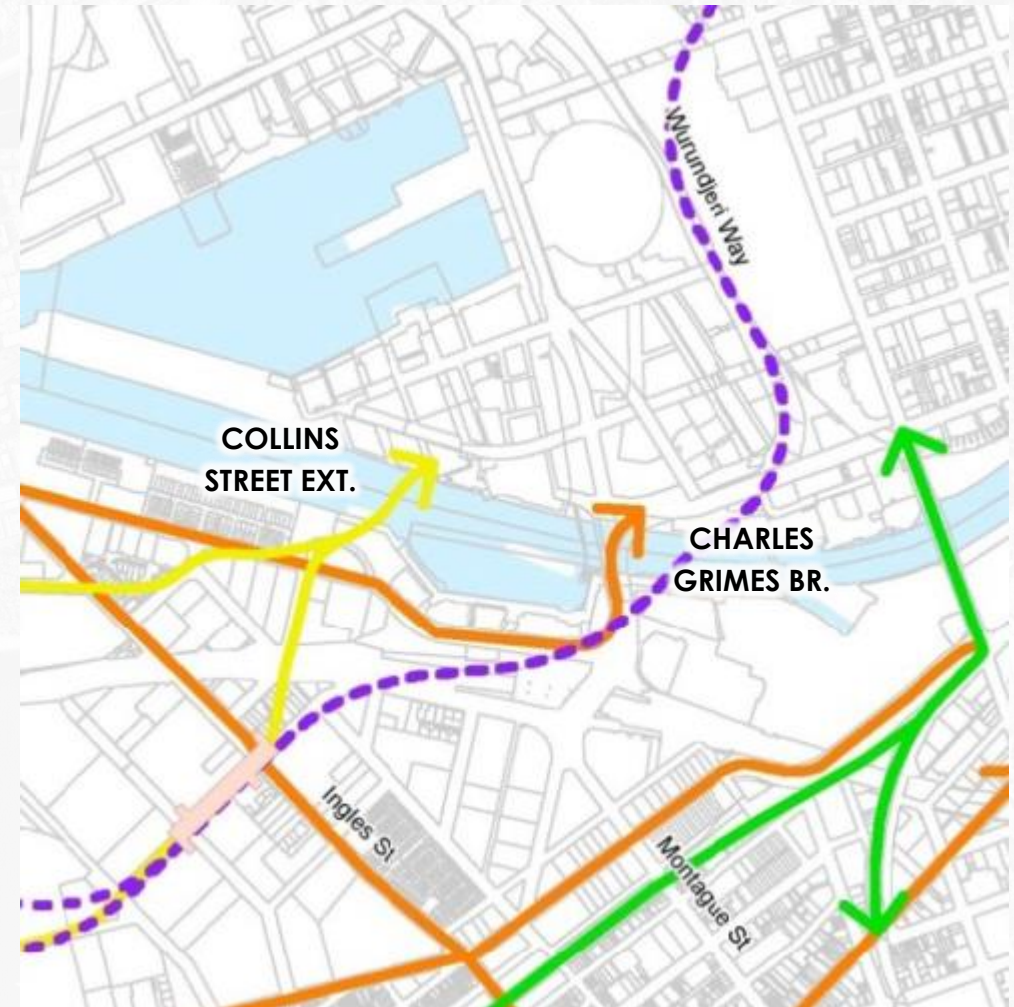 Wurundjeri Way
COLLINS
STREET EXT.
CHARLES
GRIMES BR.
Ingles St
Montague St